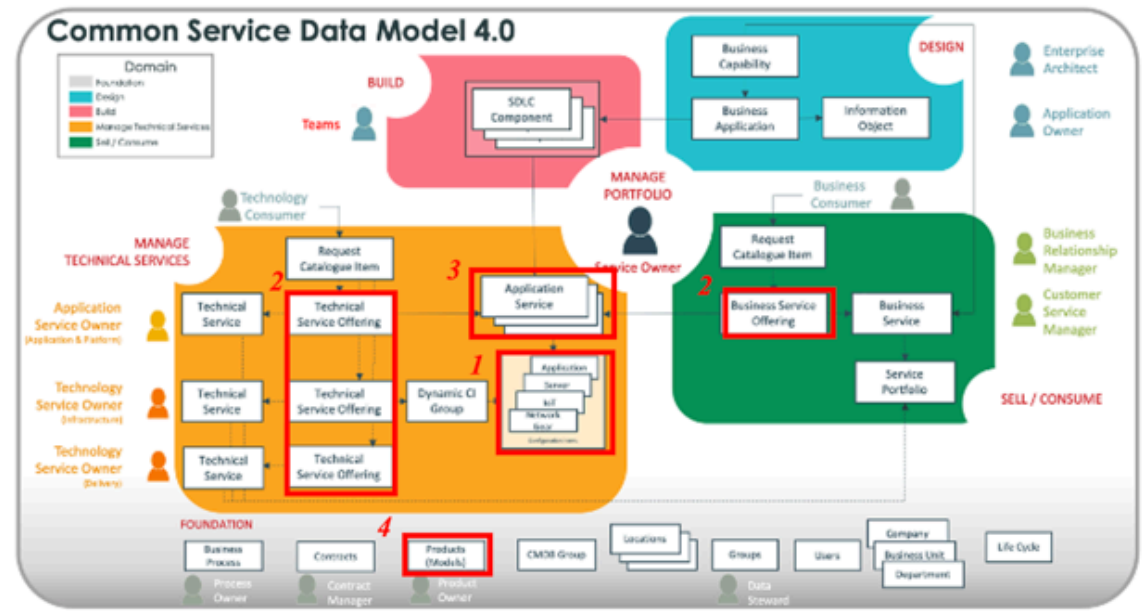 Common Service Data Model 4.0
Domain
Foundation
Design
Build
Manage Technical Services
Sell / Consume
BUILD
Teams
SDLC
Component
Business
Capability
Business
Application
Information
Object
DESIGN
Enterprise
Architect
Application
Owner
MANAGE
PORTFOLIO
Service Owner
Technology
Consumer
Business
Consumer
MANAGE
TECHNICAL SERVICES
Request
Catalogue Item
Request
Catalogue Item
Business
Relationship
Manager
Customer
Service
Manager
Application
Service Owner
(Application & Platform)
Technical
Service
2
Technical
Service Offering
3
Application
Service
2
Business Service
Offering
Business
Service
Service
Portfolio
SELL / CONSUME
Technology
Service Owner
(Infrastructure)
Technical
Service
Technical
Service Offering
Dynamic CI
Group
1
Application
Server
IoT
Network
Gear
Technology
Service Owner
(Delivery)
Technical
Service
Technical
Service Offering
FOUNDATION
4
Business
Process
Contracts
Products
(Models)
CMDB Group
Locations
Groups
Users
Company
Business Unit
Department
Life Cycle
Process
Owner
Contract
Manager
Product
Owner
Data
Steward